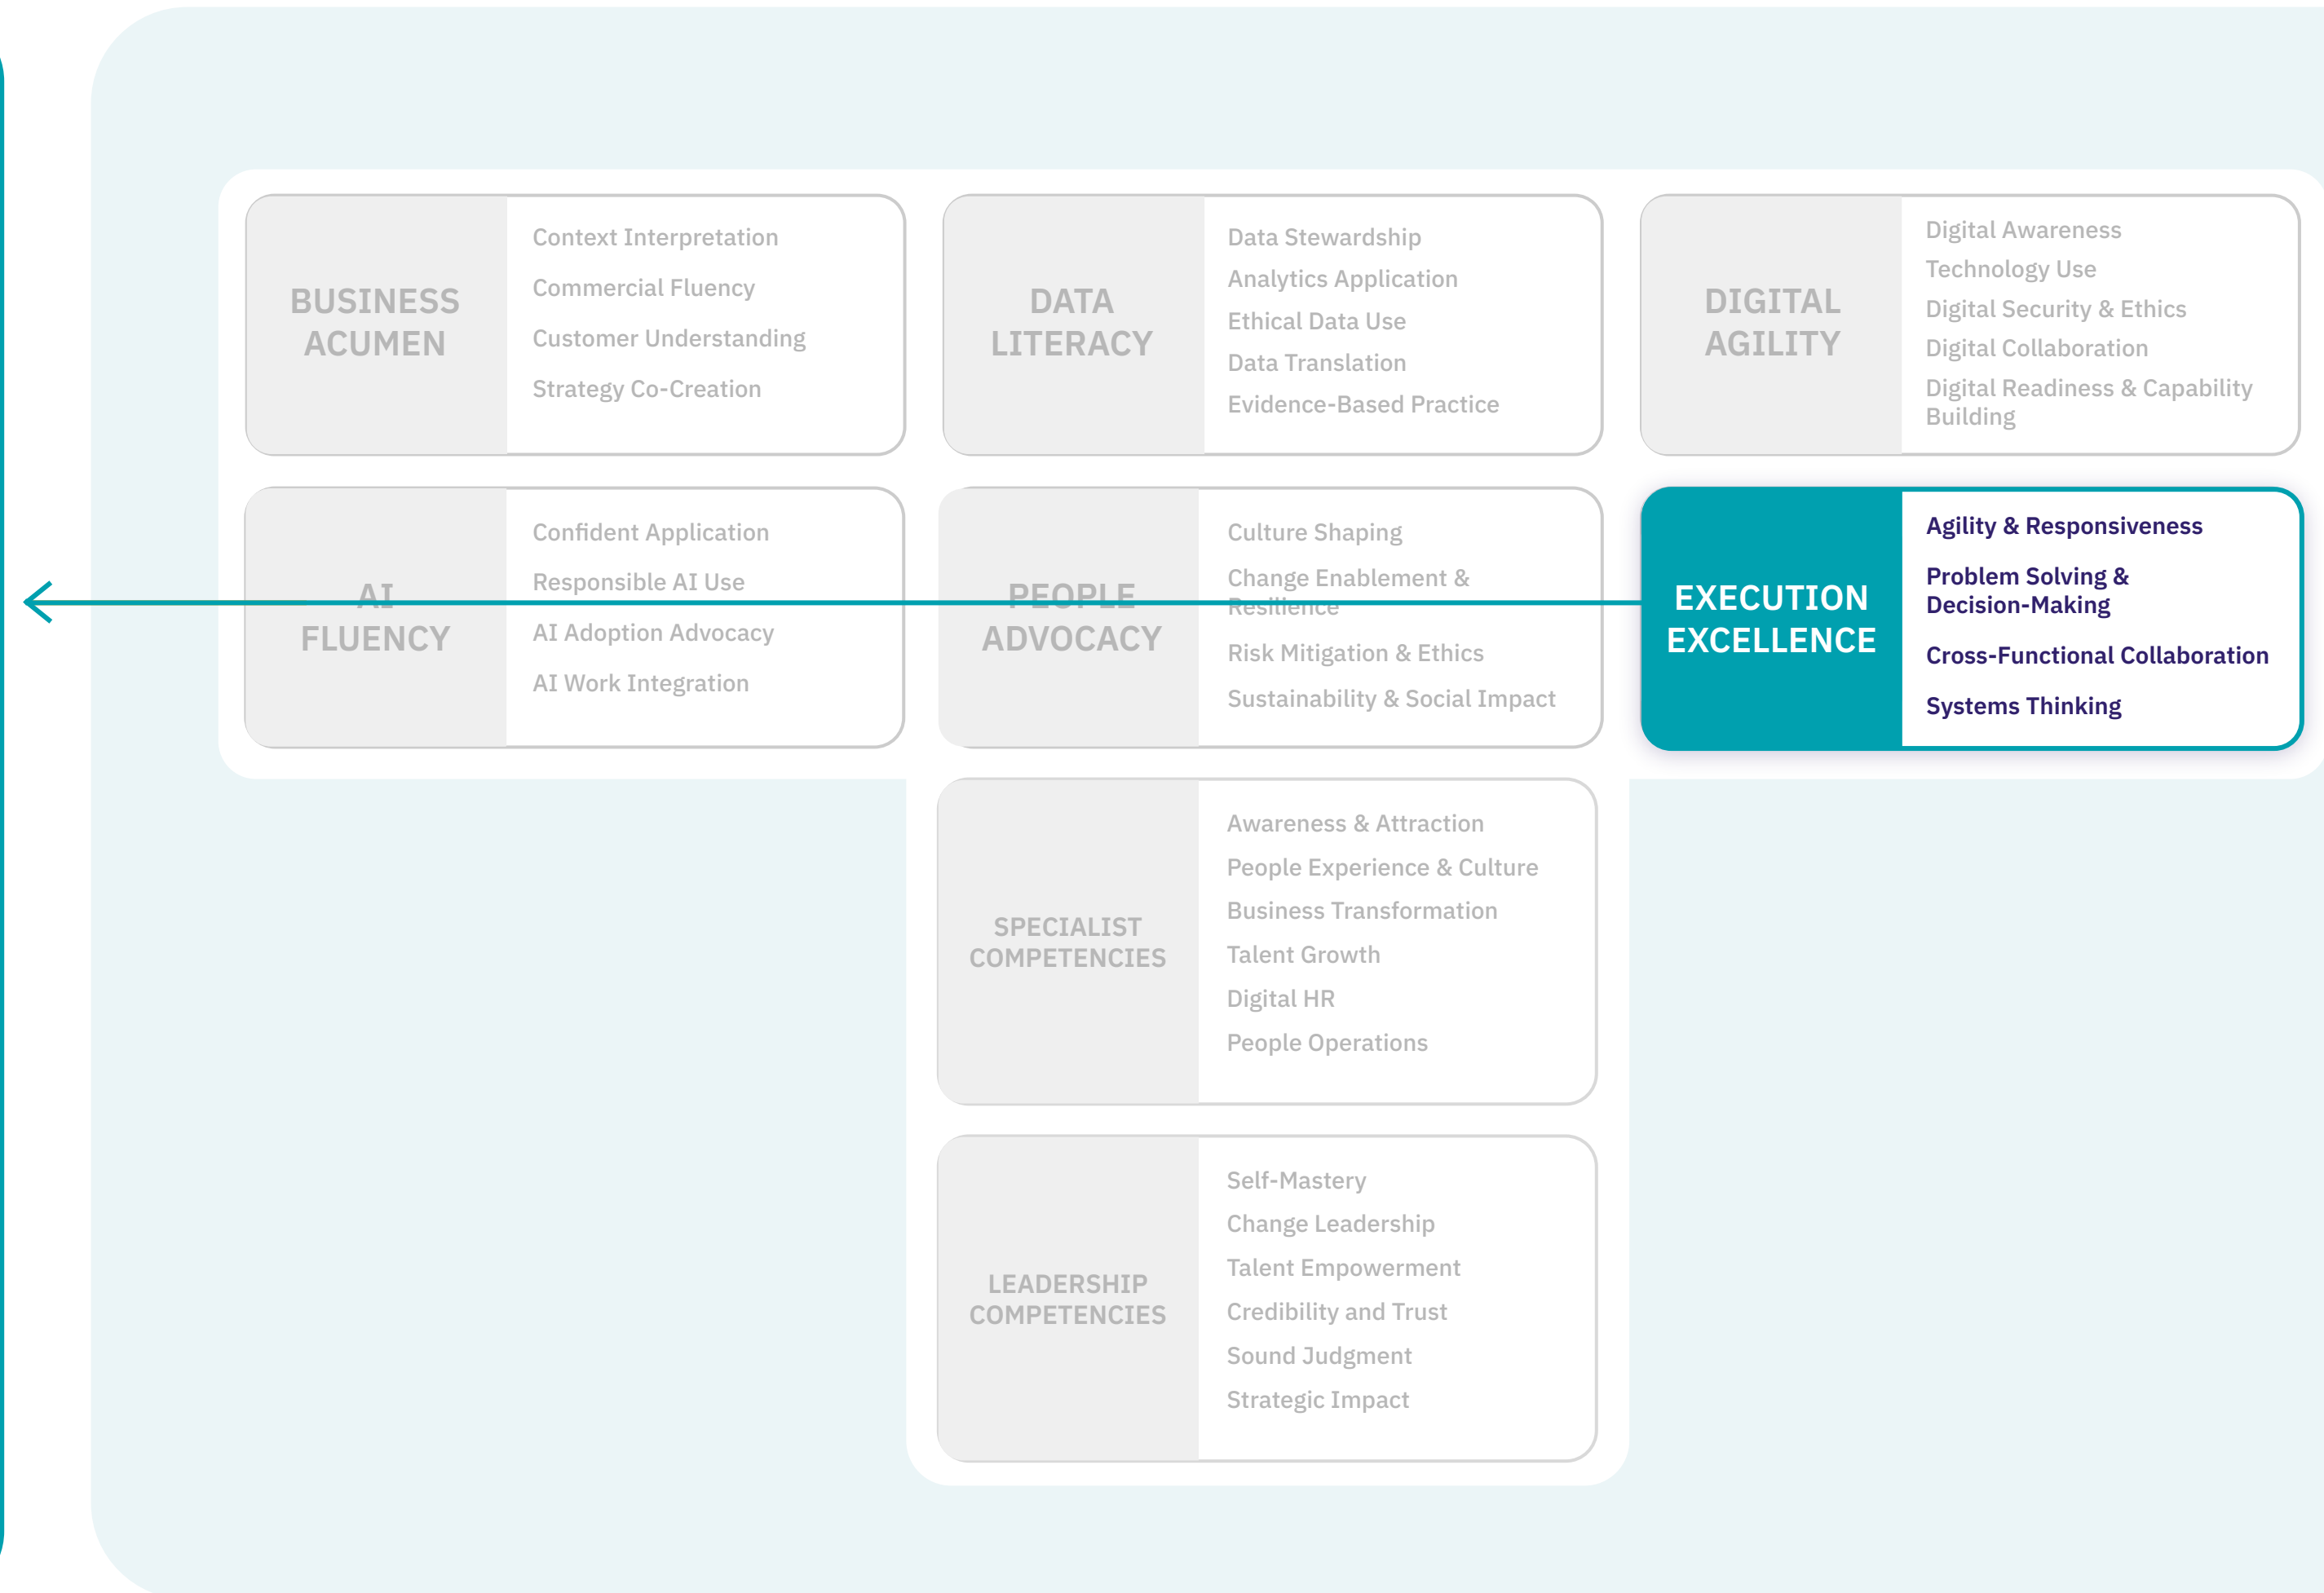 BUSINESS
ACUMEN
Context Interpretation
Commercial Fluency
Customer Understanding
Strategy Co-Creation
DATA
LITERACY
Data Stewardship
Analytics Application
Ethical Data Use
Data Translation
Evidence-Based Practice
DIGITAL
AGILITY
Digital Awareness
Technology Use
Digital Security & Ethics
Digital Collaboration
Digital Readiness & Capability
Building
AI
FLUENCY
Confident Application
Responsible AI Use
AI Adoption Advocacy
AI Work Integration
PEOPLE
ADVOCACY
Culture Shaping
Change Enablement &
Resilience
Risk Mitigation & Ethics
Sustainability & Social Impact
EXECUTION
EXCELLENCE
Agility & Responsiveness
Problem Solving &
Decision-Making
Cross-Functional Collaboration
Systems Thinking
SPECIALIST
COMPETENCIES
Awareness & Attraction
People Experience & Culture
Business Transformation
Talent Growth
Digital HR
People Operations
LEADERSHIP
COMPETENCIES
Self-Mastery
Change Leadership
Talent Empowerment
Credibility and Trust
Sound Judgment
Strategic Impact